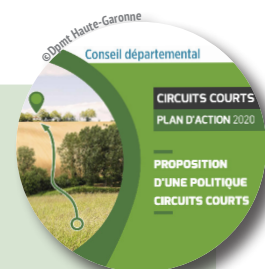 ©Dpmt Haute-Garonne
Conseil départemental
CIRCUITS COURTS
PLAN D'ACTION 2020
PROPOSITION
D'UNE POLITIQUE
CIRCUITS COURTS